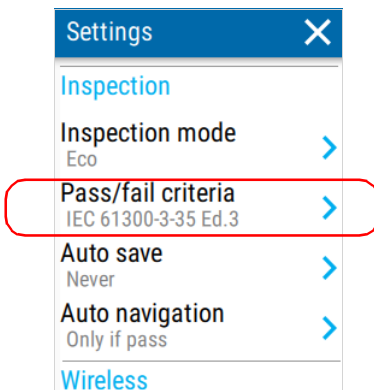 Settings
Inspection
Inspection mode
Eco
Pass/fail criteria
IEC 61300-3-35 Ed.3
Auto save
Never
Auto navigation
Only if pass
Wireless